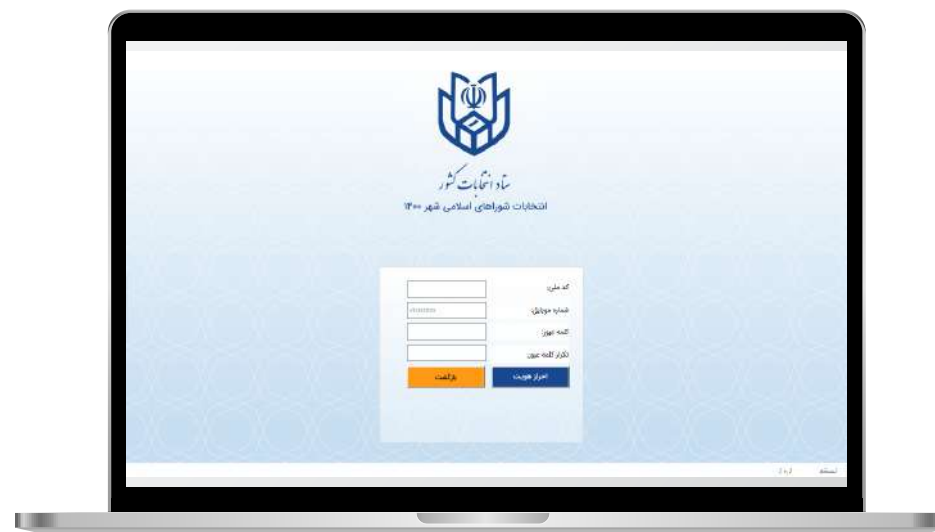 ستاد انتخابات کشور
انتخابات شوراهای اسلامی شهر ۱۴۰۰
کد ملی:
شماره موبایل:
کلمه عبور:
تکرار کلمه عبور:
احراز هویت بازگشت
نسخه